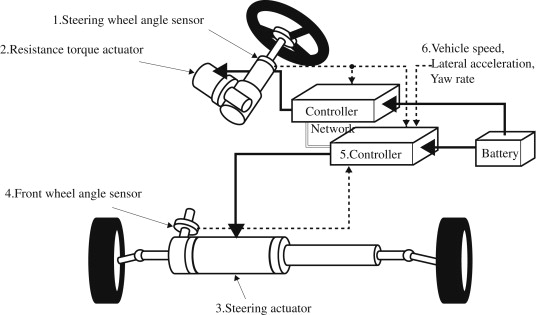 1.Steering wheel angle sensor
2.Resistance torque actuator
6.Vehicle speed,
Lateral acceleration,
Yaw rate
Controller
Network
5.Controller
Battery
4.Front wheel angle sensor
3.Steering actuator